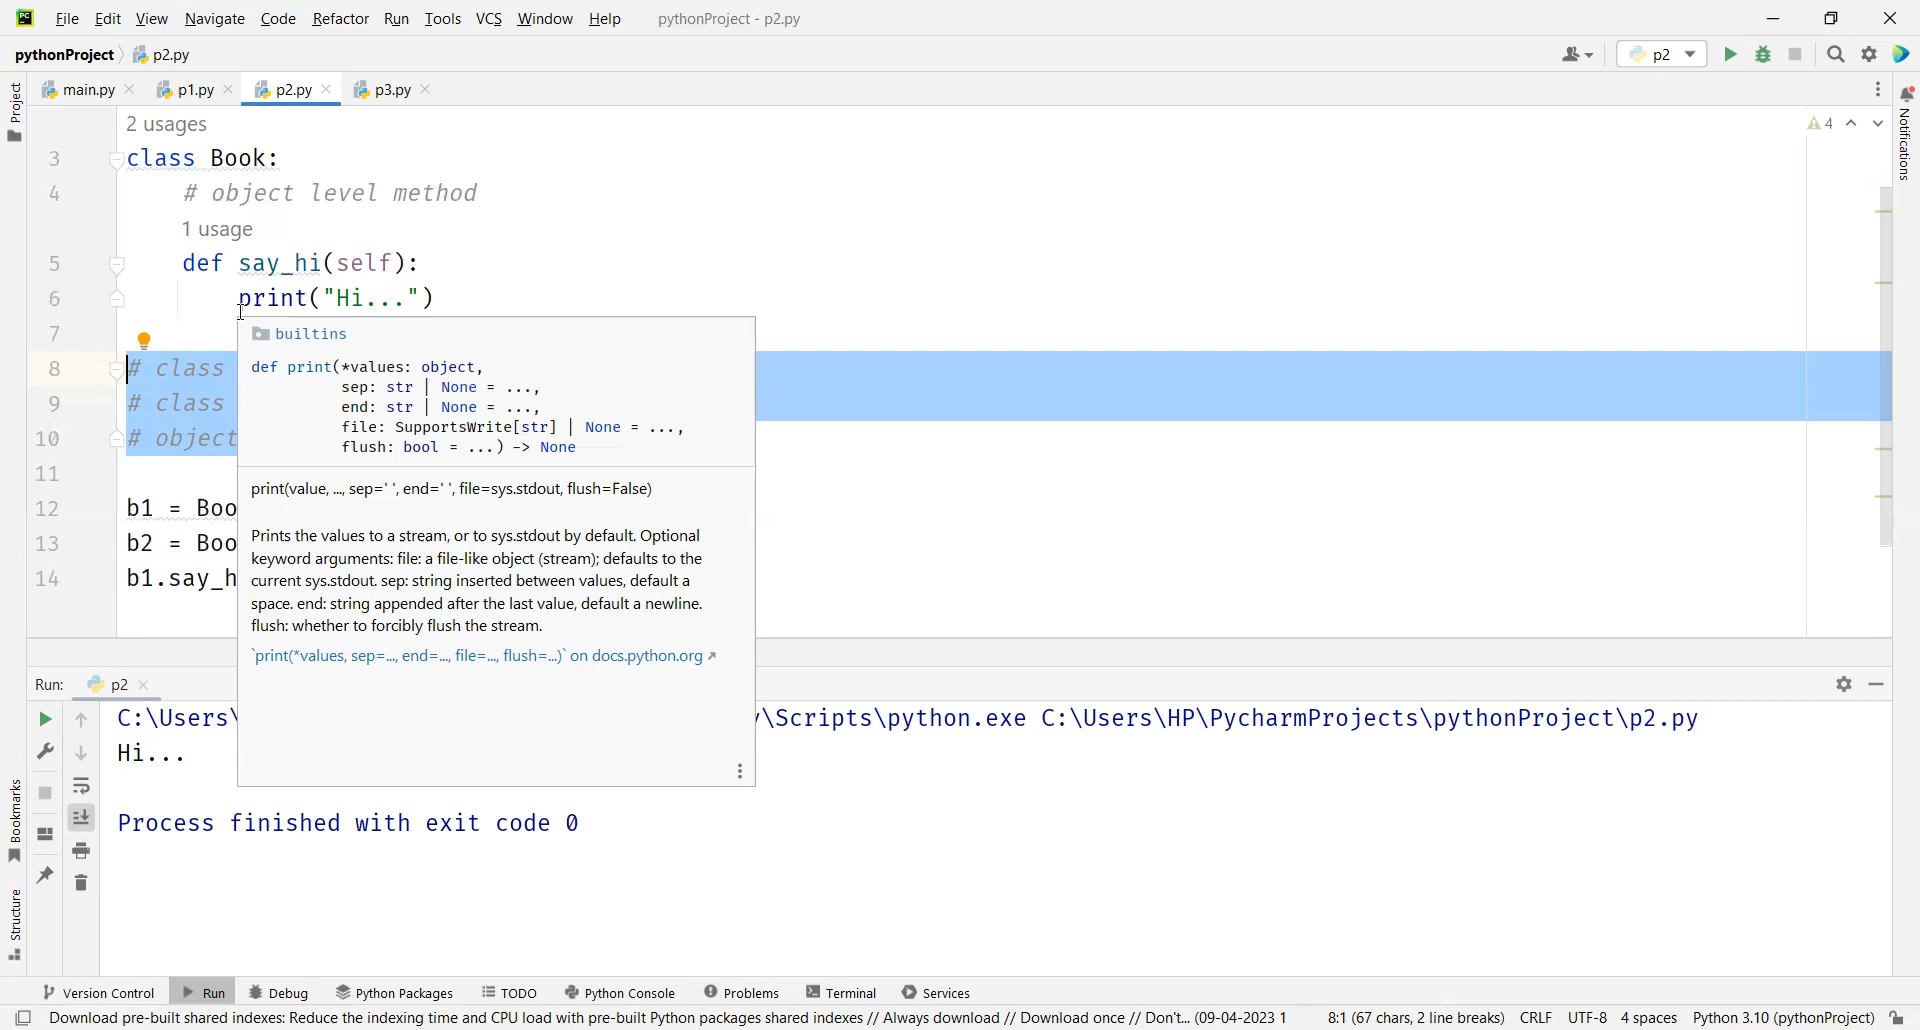 PC File Edit View Navigate Code Refactor Run Tools VCS Window Help pythonProject - p2.py
pythonProject p2.py p2
main.py p1.py p2.py p3.py
Project
Notifications
2 usages 4
3 class Book:
4 # object level method
1 usage
5 def say_hi(self):
6 print("Hi...")
7
8 # class
9 # class
10 # object
11
12 b1 = Boo
13 b2 = Boo
14 b1.say_h
builtins
def print(*values: object,
sep: str | None = ...,
end: str | None = ...,
file: SupportsWrite[str] | None = ...,
flush: bool = ...) -> None
print(value, ..., sep=' ', end=' ', file=sys.stdout, flush=False)
Prints the values to a stream, or to sys.stdout by default. Optional
keyword arguments: file: a file-like object (stream); defaults to the
current sys.stdout. sep: string inserted between values, default a
space. end: string appended after the last value, default a newline.
flush: whether to forcibly flush the stream.
`print(*values, sep=..., end=..., file=..., flush=...)` on docs.python.org
Run: p2
C:\Users\ \Scripts\python.exe C:\Users\HP\PycharmProjects\pythonProject\p2.py
Hi...
Process finished with exit code 0
Bookmarks
Structure
Version Control Run Debug Python Packages TODO Python Console Problems Terminal Services
Download pre-built shared indexes: Reduce the indexing time and CPU load with pre-built Python packages shared indexes // Always download // Download once // Don't... (09-04-2023 1 8:1 (67 chars, 2 line breaks) CRLF UTF-8 4 spaces Python 3.10 (pythonProject)